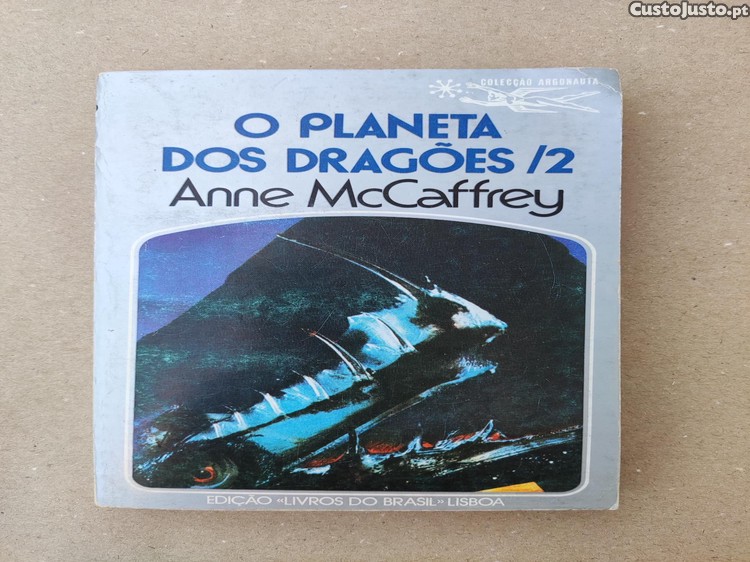 CustoJusto.pt
COLECÇÃO ARGONAUTA
O PLANETA
DOS DRAGÕES /2
Anne McCaffrey
EDIÇÃO «LIVROS DO BRASIL» LISBOA